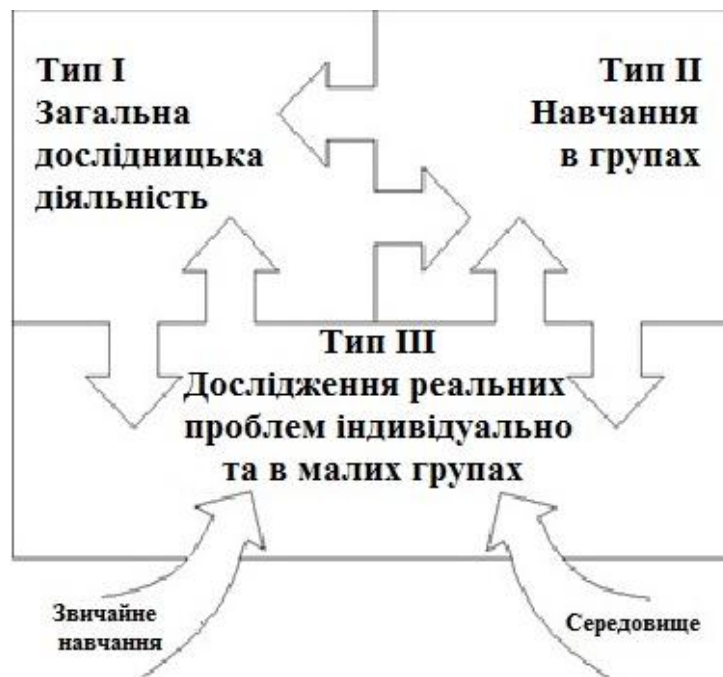 Тип I
Загальна
дослідницька
діяльність
Тип II
Навчання
в групах
Тип III
Дослідження реальних
проблем індивідуально
та в малих групах
Звичайне
навчання
Середовище